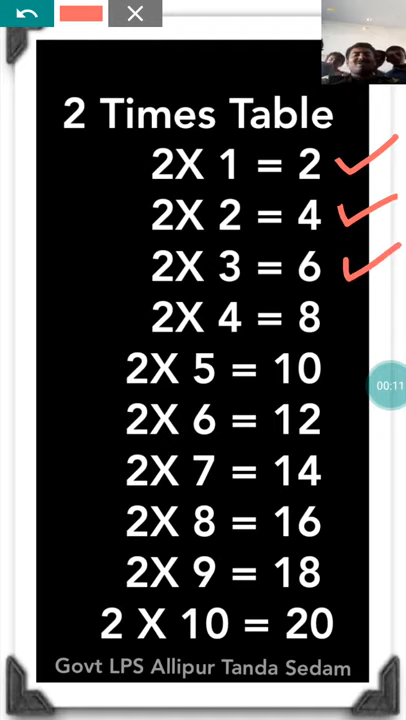 2 Times Table
2X 1 = 2
2X 2 = 4
2X 3 = 6
2X 4 = 8
2X 5 = 10
2X 6 = 12
2X 7 = 14
2X 8 = 16
2X 9 = 18
2 X 10 = 20
00:11
Govt LPS Allipur Tanda Sedam